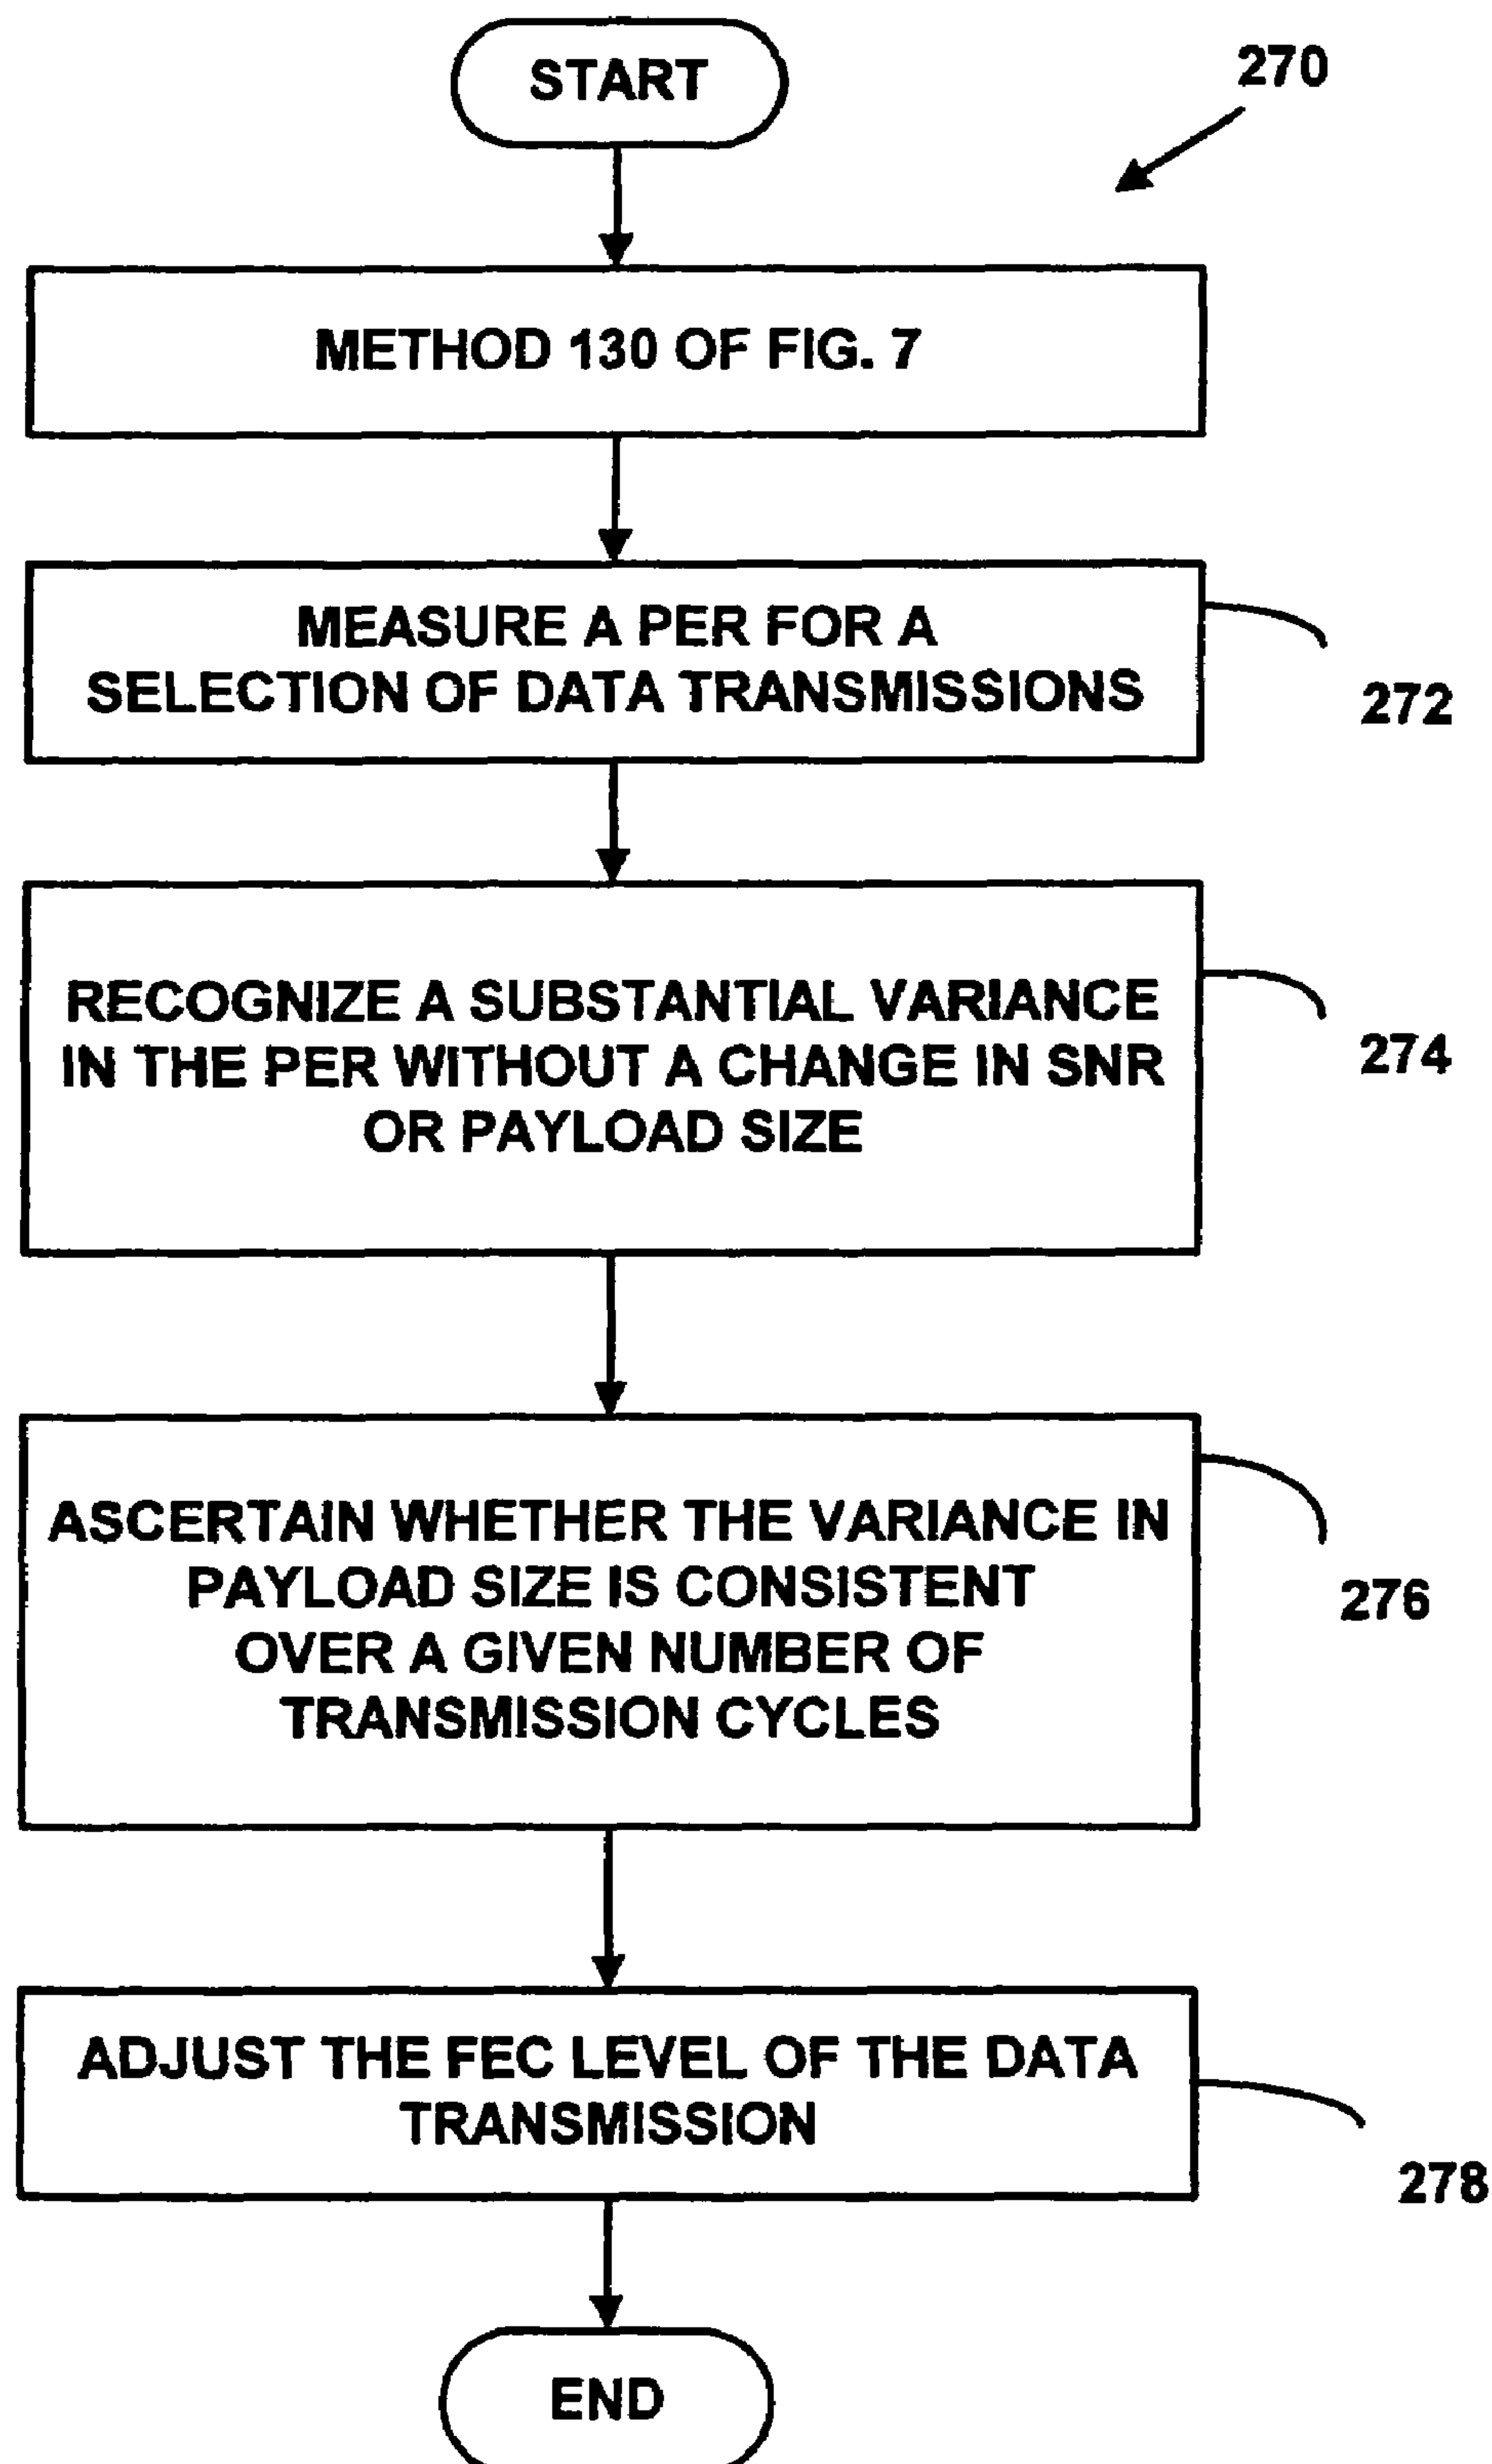 START
270
METHOD 130 OF FIG. 7
MEASURE A PER FOR A
SELECTION OF DATA TRANSMISSIONS
272
RECOGNIZE A SUBSTANTIAL VARIANCE
IN THE PER WITHOUT A CHANGE IN SNR
OR PAYLOAD SIZE
274
ASCERTAIN WHETHER THE VARIANCE IN
PAYLOAD SIZE IS CONSISTENT
OVER A GIVEN NUMBER OF
TRANSMISSION CYCLES
276
ADJUST THE FEC LEVEL OF THE DATA
TRANSMISSION
278
END